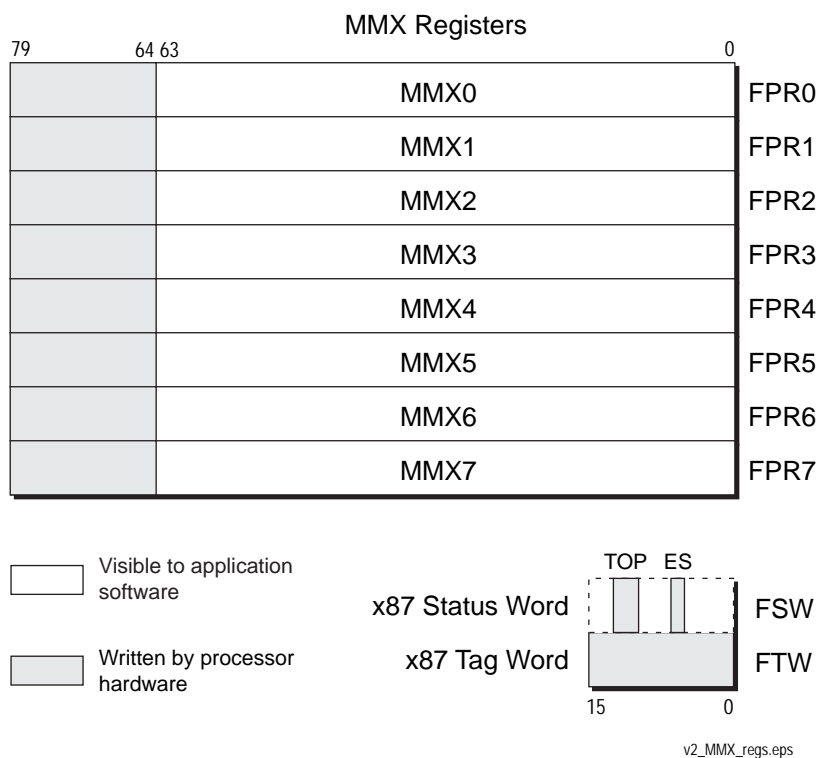 MMX Registers
79 64 63 0
MMX0 FPR0
MMX1 FPR1
MMX2 FPR2
MMX3 FPR3
MMX4 FPR4
MMX5 FPR5
MMX6 FPR6
MMX7 FPR7
Visible to application
software
Written by processor
hardware
TOP ES
x87 Status Word FSW
x87 Tag Word FTW
15 0
v2_MMX_regs.eps